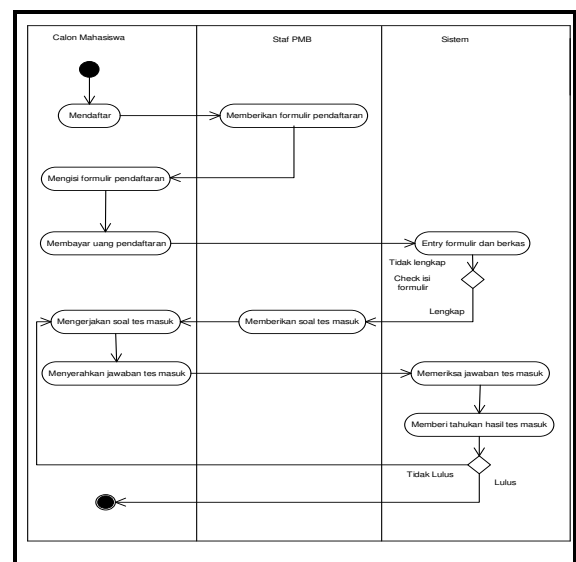 Calon Mahasiswa
Staf PMB
Sistem
Mendaftar
Memberikan formulir pendaftaran
Mengisi formulir pendaftaran
Membayar uang pendaftaran
Entry formulir dan berkas
Tidak lengkap
Check isi
formulir
Lengkap
Mengerjakan soal tes masuk
Memberikan soal tes masuk
Menyerahkan jawaban tes masuk
Memeriksa jawaban tes masuk
Memberi tahukan hasil tes masuk
Tidak Lulus
Lulus